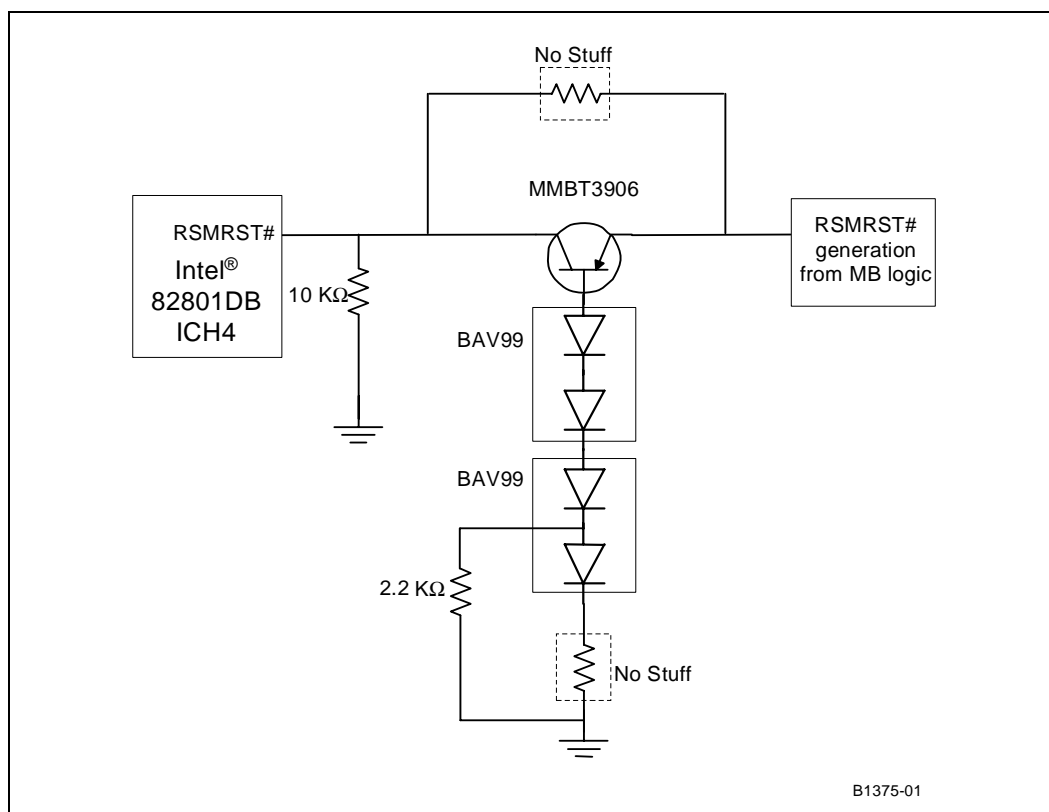 No Stuff
MMBT3906
RSMRST#
Intel®
82801DB
ICH4
10 KΩ
RSMRST#
generation
from MB logic
BAV99
BAV99
2.2 KΩ
No Stuff
B1375-01